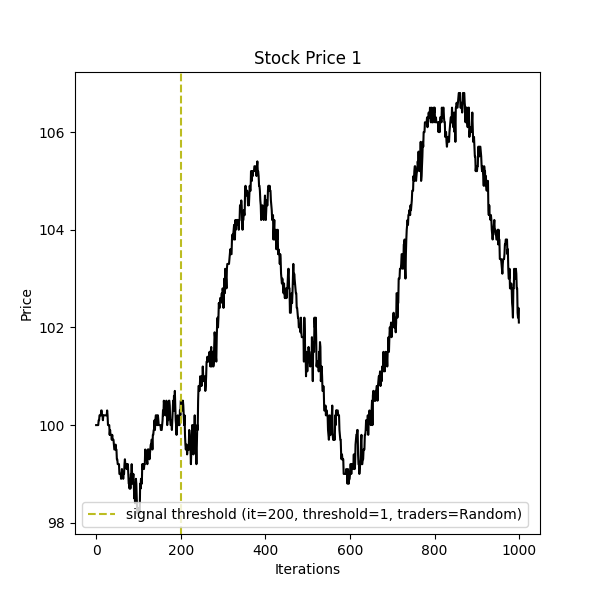 Stock Price 1
Price
106
104
102
100
98
signal threshold (it=200, threshold=1, traders=Random)
0 200 400 600 800 1000
Iterations